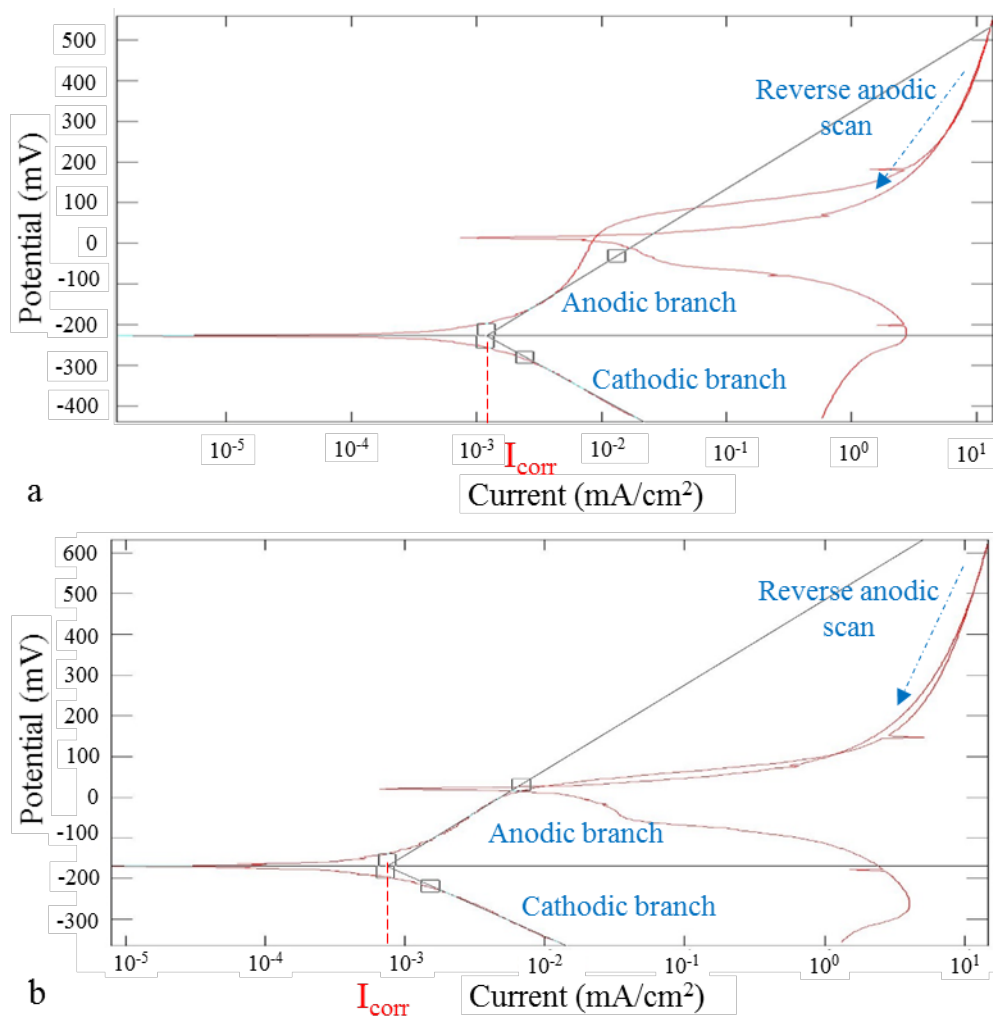 500
400
300
200
100
0
-100
-200
-300
-400
Potential (mV)
Reverse anodic
scan
Anodic branch
Cathodic branch
10-5
10-4
10-3
10-2
10-1
100
101
Icorr
a
Current (mA/cm2)
600
500
400
300
200
100
0
-100
-200
-300
Potential (mV)
Reverse anodic
scan
Anodic branch
Cathodic branch
10-5
10-4
10-3
10-2
10-1
100
101
b
Icorr
Current (mA/cm2)